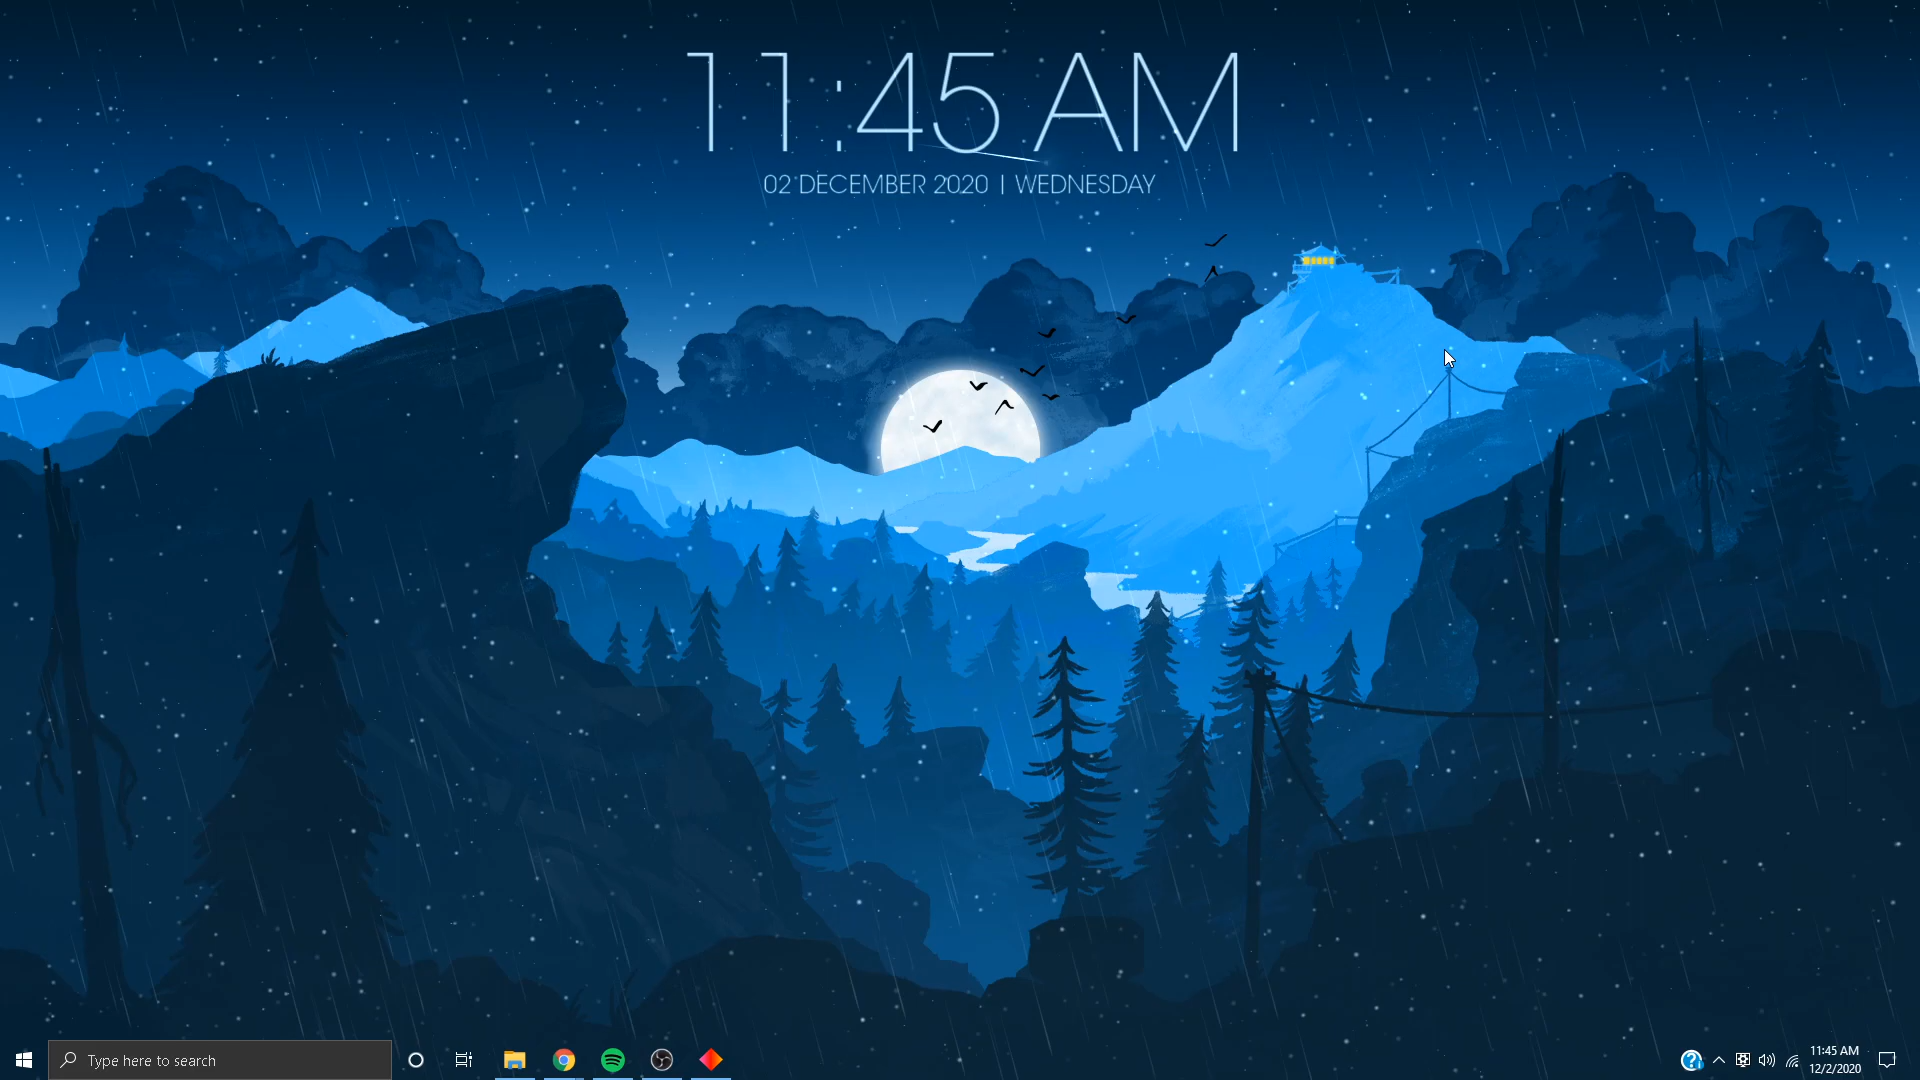 11:45 AM
02 DECEMBER 2020 | WEDNESDAY
Type here to search
11:45 AM
12/2/2020